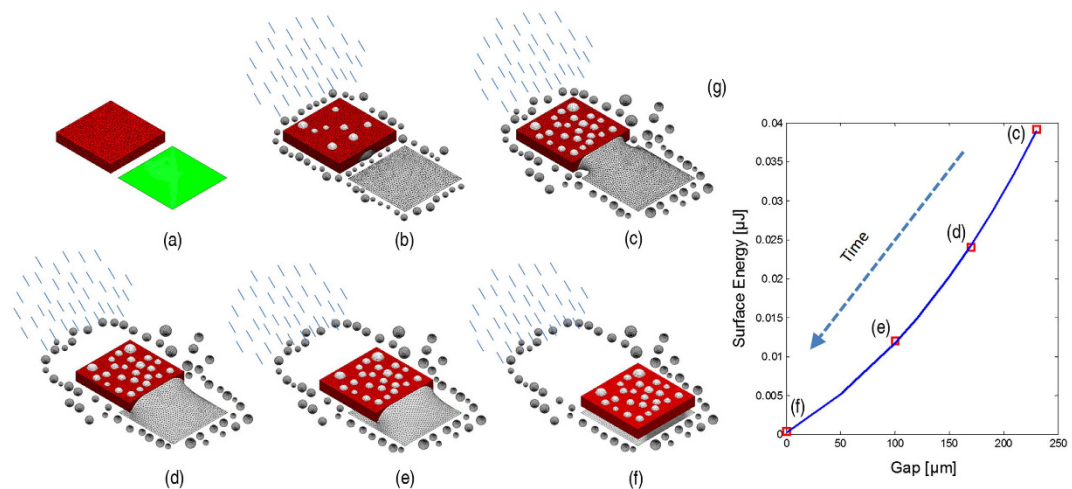 (a)
(b)
(c)
(d)
(e)
(f)
(g)
Surface Energy [µJ]
0.04
0.035
0.03
0.025
0.02
0.015
0.01
0.005
0
(c)
(d)
(e)
(f)
Time
0 50 100 150 200 250
Gap [µm]